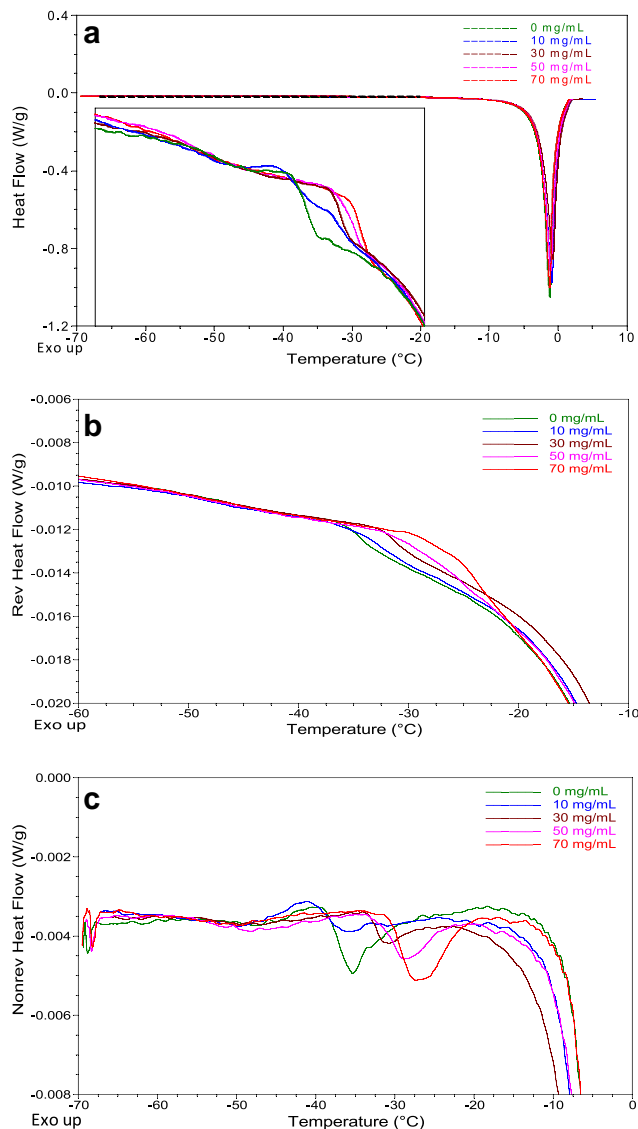 a
0 mg/mL
10 mg/mL
30 mg/mL
50 mg/mL
70 mg/mL
Heat Flow (W/g)
0.4
0.0
-0.4
-0.8
-1.2
-70 -60 -50 -40 -30 -20 -10 0 10
Exo up
Temperature (°C)
b
0 mg/mL
10 mg/mL
30 mg/mL
50 mg/mL
70 mg/mL
Rev Heat Flow (W/g)
-0.006
-0.008
-0.010
-0.012
-0.014
-0.016
-0.018
-0.020
-60 -50 -40 -30 -20 -10
Exo up
Temperature (°C)
c
0 mg/mL
10 mg/mL
30 mg/mL
50 mg/mL
70 mg/mL
Nonrev Heat Flow (W/g)
0.000
-0.002
-0.004
-0.006
-0.008
-70 -60 -50 -40 -30 -20 -10 0
Exo up
Temperature (°C)